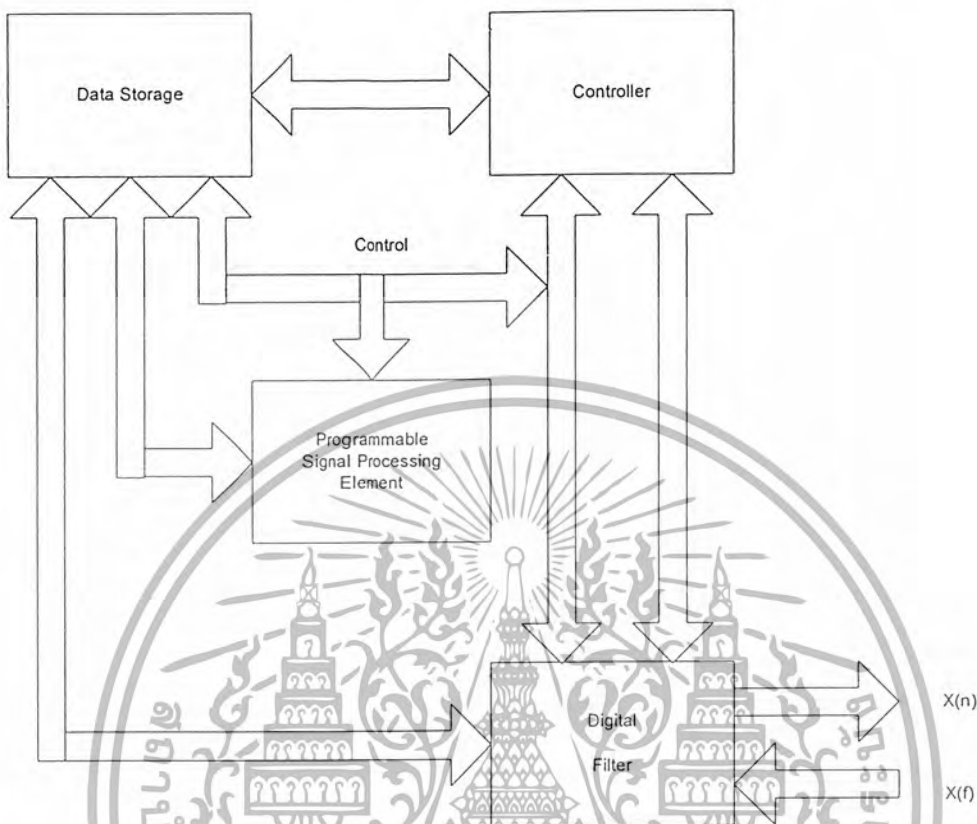 Data Storage
Controller
Control
Programmable
Signal Processing
Element
Digital
Filter
X(n)
X(f)